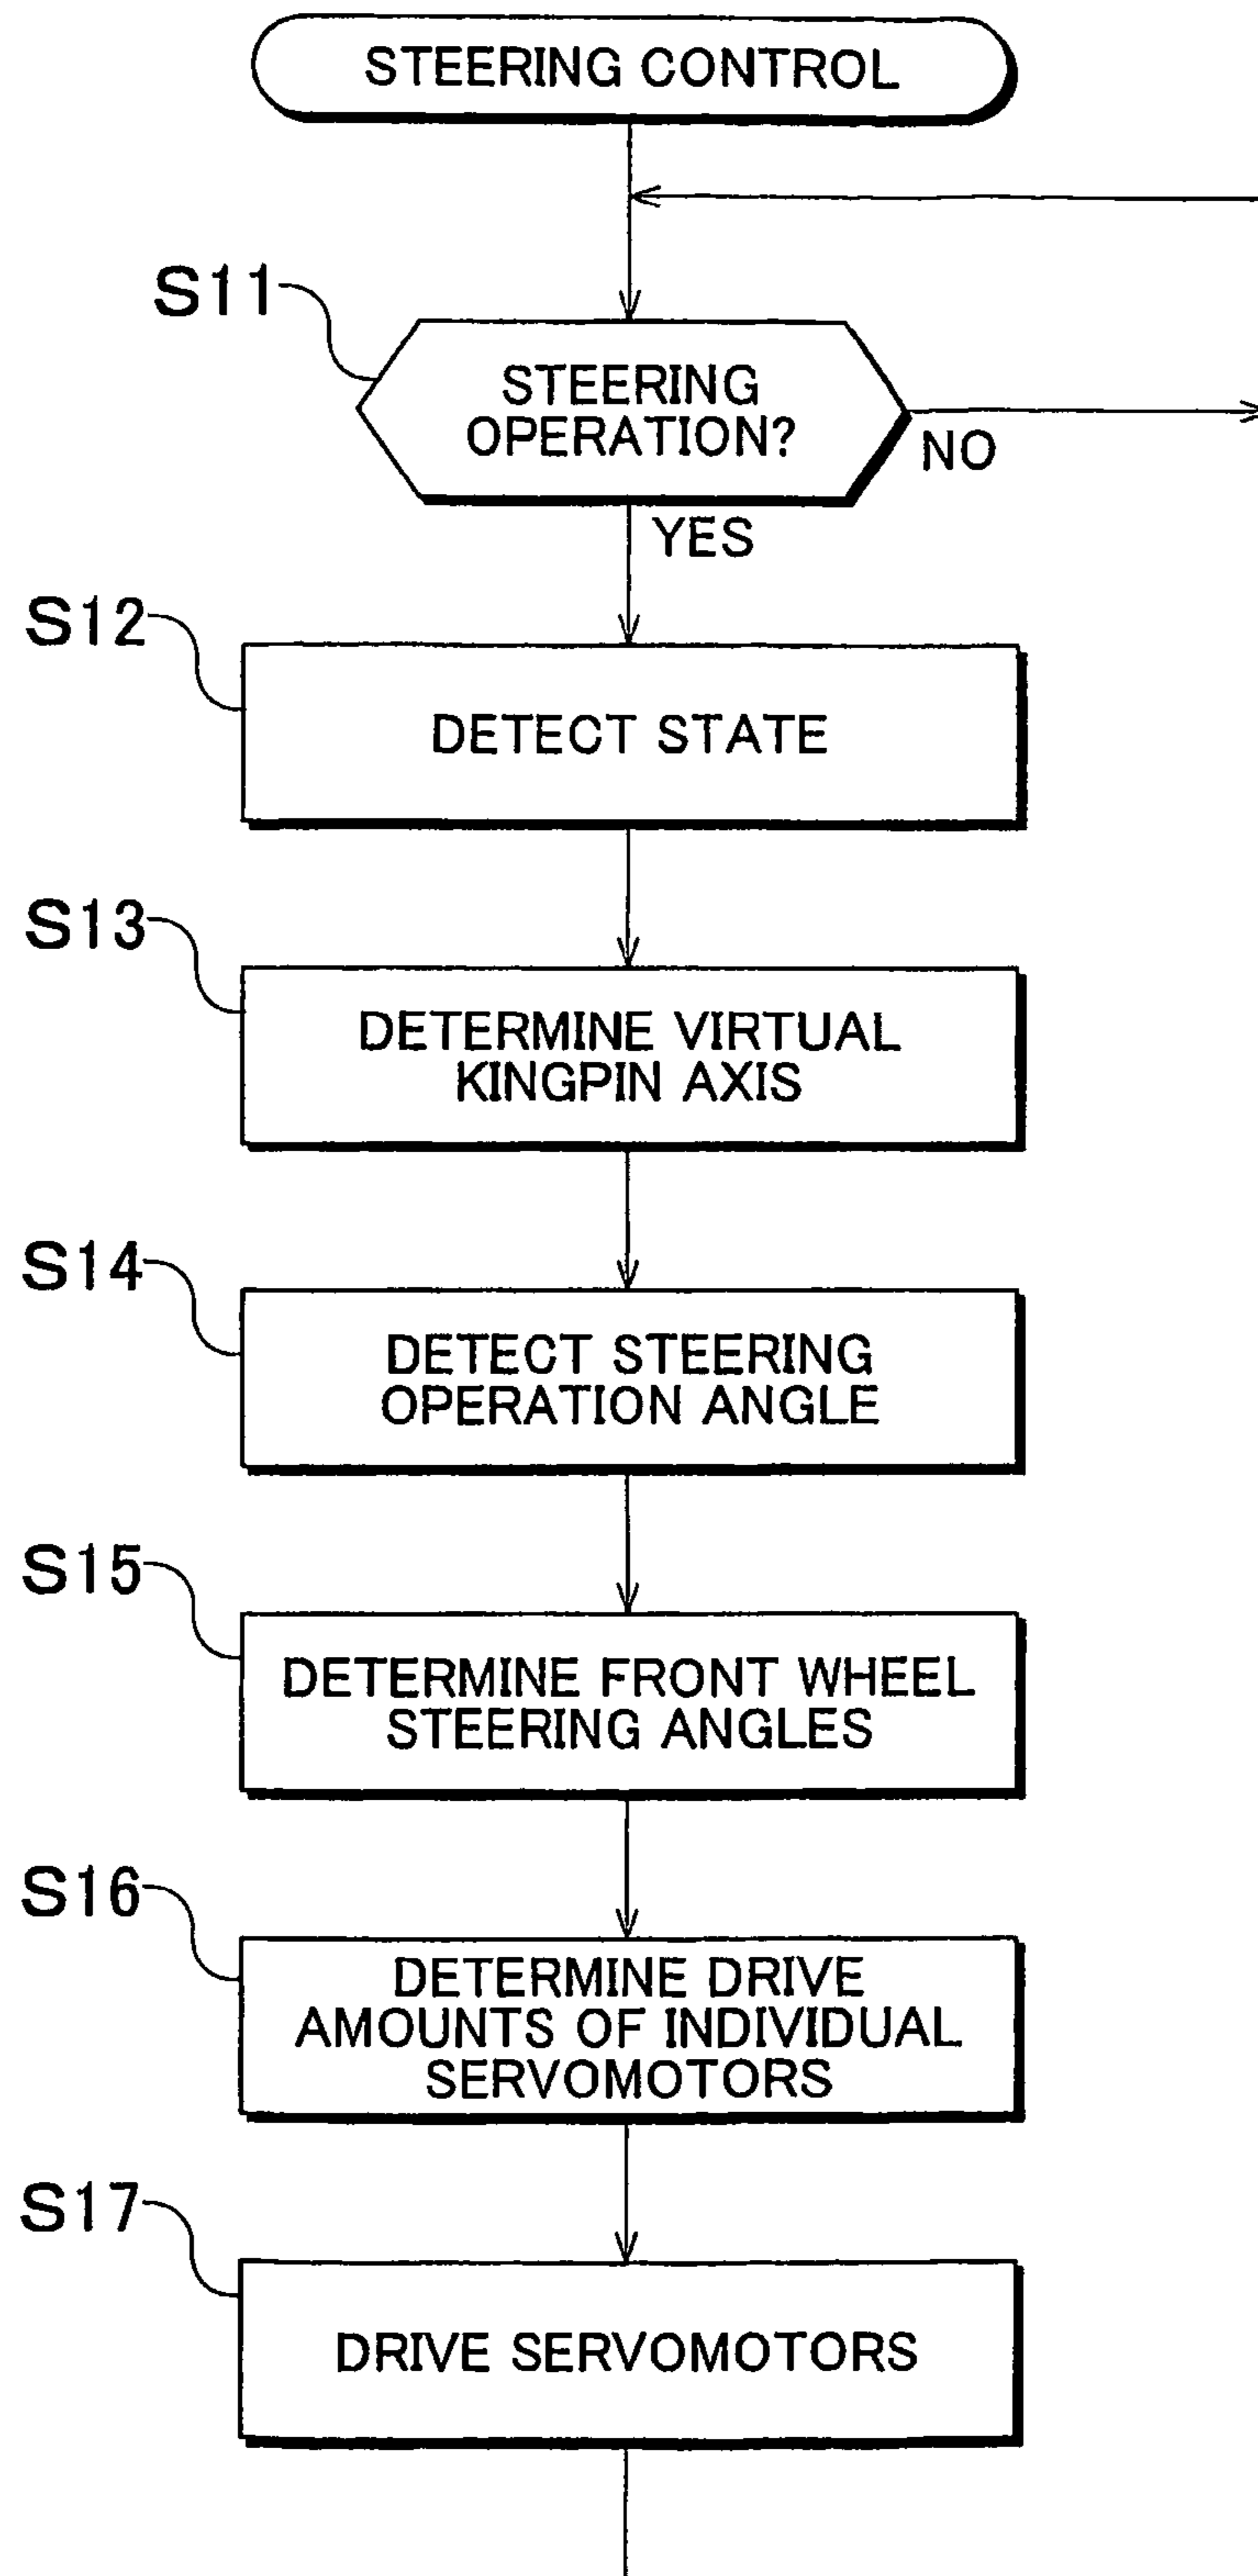 STEERING CONTROL
S11
STEERING
OPERATION?
NO
YES
S12
DETECT STATE
S13
DETERMINE VIRTUAL
KINGPIN AXIS
S14
DETECT STEERING
OPERATION ANGLE
S15
DETERMINE FRONT WHEEL
STEERING ANGLES
S16
DETERMINE DRIVE
AMOUNTS OF INDIVIDUAL
SERVOMOTORS
S17
DRIVE SERVOMOTORS